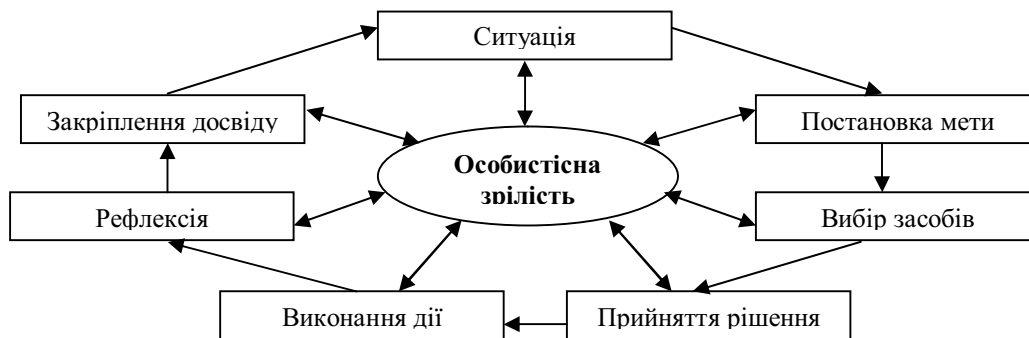 Ситуація
Закріплення досвіду
Постановка мети
Особистісна
зрілість
Рефлексія
Вибір засобів
Виконання дії
Прийняття рішення